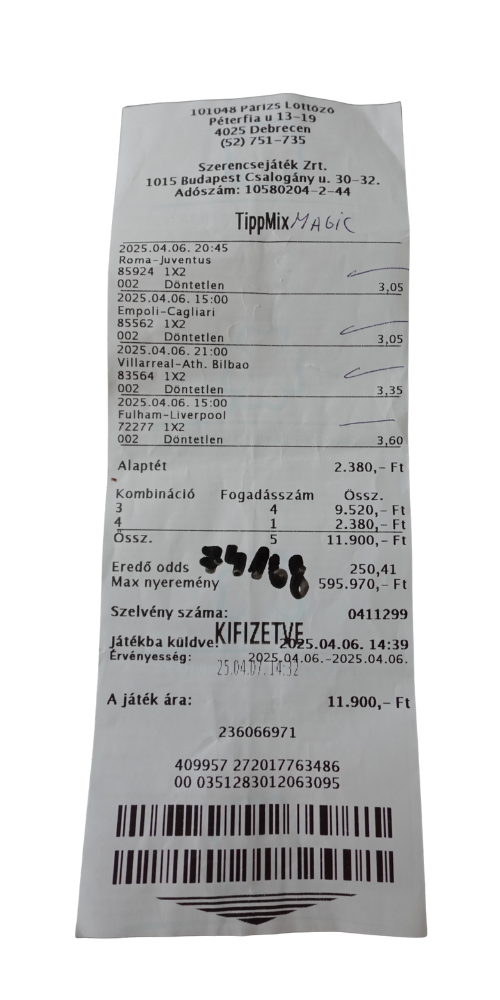 101048 Párizs Lottózó
Péterfia u 13-19
4025 Debrecen
(52) 751-735
Szerencsejáték Zrt.
1015 Budapest Csalogány u. 30-32.
Adószám: 10580204-2-44
TippMix MAGIC
2025.04.06. 20:45
Roma-Juventus
85924 1X2
002 Döntetlen 3,05
2025.04.06. 15:00
Empoli-Cagliari
85562 1X2
002 Döntetlen 3,05
2025.04.06. 21:00
Villarreal-Ath. Bilbao
83564 1X2
002 Döntetlen 3,35
2025.04.06. 15:00
Fulham-Liverpool
72277 1X2
002 Döntetlen 3,60
Alaptét 2.380,- Ft
Kombináció Fogadásszám Össz.
3 4 9.520,- Ft
4 1 2.380,- Ft
Össz. 5 11.900,- Ft
74168
Eredő odds 250,41
Max nyeremény 595.970,- Ft
Szelvény száma: 0411299
KIFIZETVE
Játékba küldve: 2025.04.06. 14:39
Érvényesség: 2025.04.06.-2025.04.06.
25.04.07. 14:32
A játék ára: 11.900,- Ft
236066971
409957 272017763486
00 0351283012063095